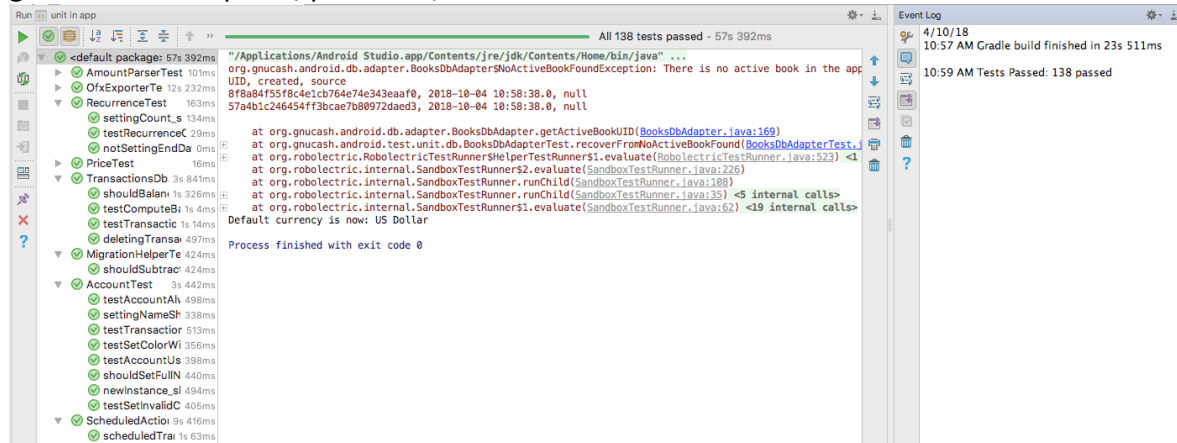 Run unit in app
All 138 tests passed - 57s 392ms
<default package> 57s 392ms
AmountParserTest 101ms
OfxExporterTe 12s 232ms
RecurrenceTest 163ms
settingCount_s 134ms
testRecurrenceC 29ms
notSettingEndDa 0ms
PriceTest 16ms
TransactionsDb 3s 841ms
shouldBalan 1s 326ms
testComputeBa 1s 4ms
testTransactic 1s 14ms
deletingTransa 497ms
MigrationHelperTe 424ms
shouldSubtract 424ms
AccountTest 3s 442ms
testAccountAlw 498ms
settingNameSh 338ms
testTransaction 513ms
testSetColorWi 356ms
testAccountUs 398ms
shouldSetFullN 440ms
newInstance_sl 494ms
testSetInvalidC 405ms
ScheduledActio 9s 416ms
scheduledTra 1s 63ms
"/Applications/Android Studio.app/Contents/jre/jdk/Contents/Home/bin/java" ...
org.gnucash.android.db.adapter.BooksDbAdapter$NoActiveBookFoundException: There is no active book in the app
UID, created, source
8f8a84f55f8c4e1cb764e74e343eaaf0, 2018-10-04 10:58:38.0, null
57a4b1c246454ff3bcae7b80972daed3, 2018-10-04 10:58:38.0, null
at org.gnucash.android.db.adapter.BooksDbAdapter.getActiveBookUID(BooksDbAdapter.java:169)
at org.gnucash.android.test.unit.db.BooksDbAdapterTest.recoverFromNoActiveBookFound(BooksDbAdapterTest.j
at org.robolectric.RobolectricTestRunner$HelperTestRunner$1.evaluate(RobolectricTestRunner.java:523) <1
at org.robolectric.internal.SandboxTestRunner$2.evaluate(SandboxTestRunner.java:226)
at org.robolectric.internal.SandboxTestRunner.runChild(SandboxTestRunner.java:108)
at org.robolectric.internal.SandboxTestRunner.runChild(SandboxTestRunner.java:35) <5 internal calls>
at org.robolectric.internal.SandboxTestRunner$1.evaluate(SandboxTestRunner.java:62) <19 internal calls>
Default currency is now: US Dollar
Process finished with exit code 0
Event Log
4/10/18
10:57 AM Gradle build finished in 23s 511ms
10:59 AM Tests Passed: 138 passed